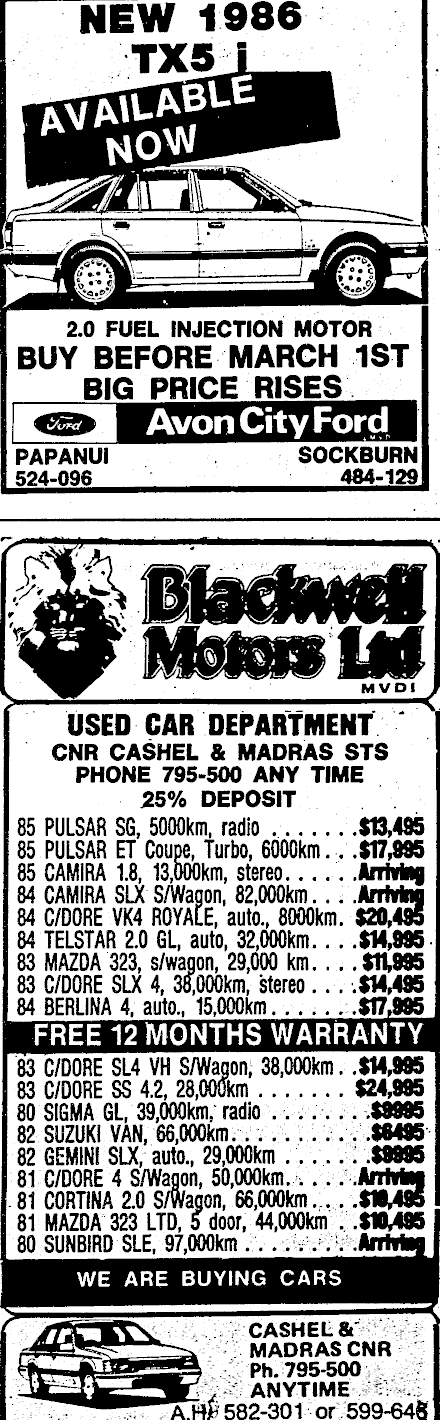 NEW 1986
TX5 i
AVAILABLE
NOW
2.0 FUEL INJECTION MOTOR
BUY BEFORE MARCH 1ST
BIG PRICE RISES
Ford Avon City Ford
MVD
PAPANUI SOCKBURN
524-096 484-129
Blackwell
Motors Ltd
MVDI
USED CAR DEPARTMENT
CNR CASHEL & MADRAS STS
PHONE 795-500 ANY TIME
25% DEPOSIT
85 PULSAR SG, 5000km, radio . . . . . . . $13,495
85 PULSAR ET Coupe, Turbo, 6000km . . . $17,995
85 CAMIRA 1.8, 13,000km, stereo. . . . . Arriving
84 CAMIRA SLX S/Wagon, 82,000km . . . . Arriving
84 C/DORE VK4 ROYALE, auto., 8000km. $20,495
84 TELSTAR 2.0 GL, auto, 32,000km. . . . $14,995
83 MAZDA 323, s/wagon, 29,000 km. . . . $11,995
83 C/DORE SLX 4, 38,000km, stereo . . . . $14,495
84 BERLINA 4, auto., 15,000km. . . . . . . $17,995
FREE 12 MONTHS WARRANTY
83 C/DORE SL4 VH S/Wagon, 38,000km . . $14,995
83 C/DORE SS 4.2, 28,000km . . . . . . . . $24,995
80 SIGMA GL, 39,000km, radio . . . . . . . . $9995
82 SUZUKI VAN, 66,000km. . . . . . . . . . . $6495
82 GEMINI SLX, auto., 29,000km . . . . . . . $9995
81 C/DORE 4 S/Wagon, 50,000km. . . . . Arriving
81 CORTINA 2.0 S/Wagon, 66,000km . . . $10,495
81 MAZDA 323 LTD, 5 door, 44,000km . . $10,495
80 SUNBIRD SLE, 97,000km . . . . . . . . Arriving
WE ARE BUYING CARS
CASHEL &
MADRAS CNR
Ph. 795-500
ANYTIME
A.H. 582-301 or